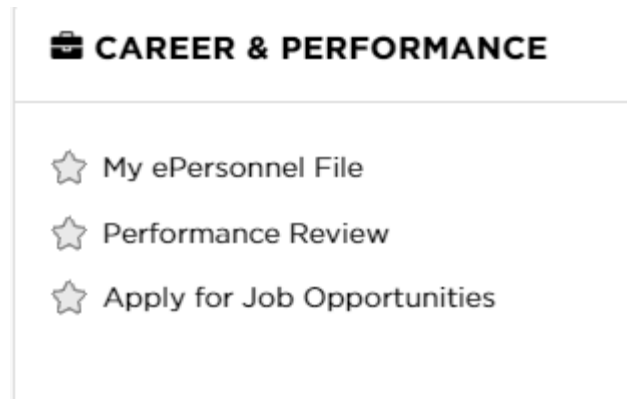 CAREER & PERFORMANCE
My ePersonnel File
Performance Review
Apply for Job Opportunities